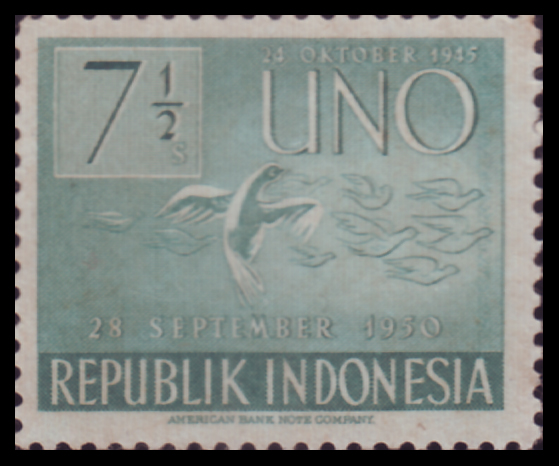 7 1/2
s
24 OKTOBER 1945
UNO
28 SEPTEMBER 1950
REPUBLIK INDONESIA
AMERICAN BANK NOTE COMPANY.